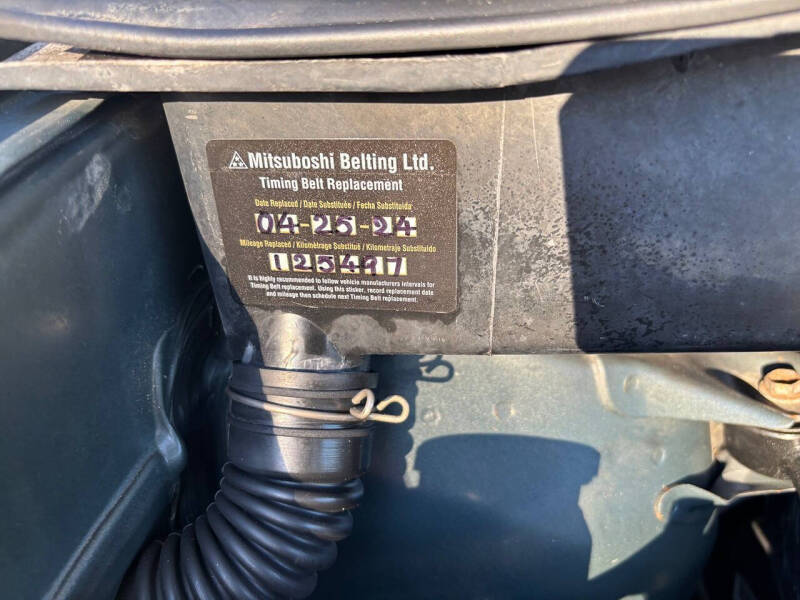 Mitsuboshi Belting Ltd.
Timing Belt Replacement
Date Replaced / Date Substituée / Fecha Substituida
04-25-24
Mileage Replaced / Kilométrage Substitué / Kilometraje Substituido
125497
It is highly recommended to follow vehicle manufacturers intervals for
Timing Belt replacement. Using this sticker, record replacement date
and mileage then schedule next Timing Belt replacement.